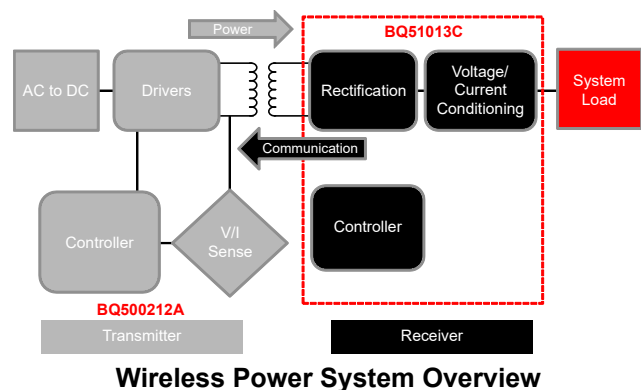 Power
BQ51013C
AC to DC
Drivers
Rectification
Voltage/
Current
Conditioning
System
Load
Communication
Controller
V/I
Sense
Controller
BQ500212A
Transmitter
Receiver
Wireless Power System Overview